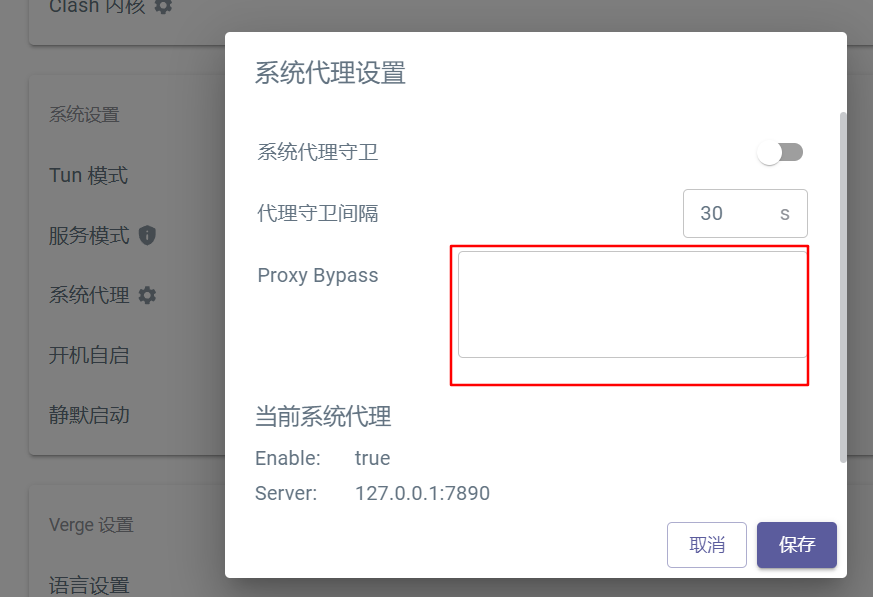 Clash 内核
系统设置
Tun 模式
服务模式
系统代理
开机自启
静默启动
Verge 设置
语言设置
系统代理设置
系统代理守卫
代理守卫间隔 30 s
Proxy Bypass
当前系统代理
Enable: true
Server: 127.0.0.1:7890
取消 保存